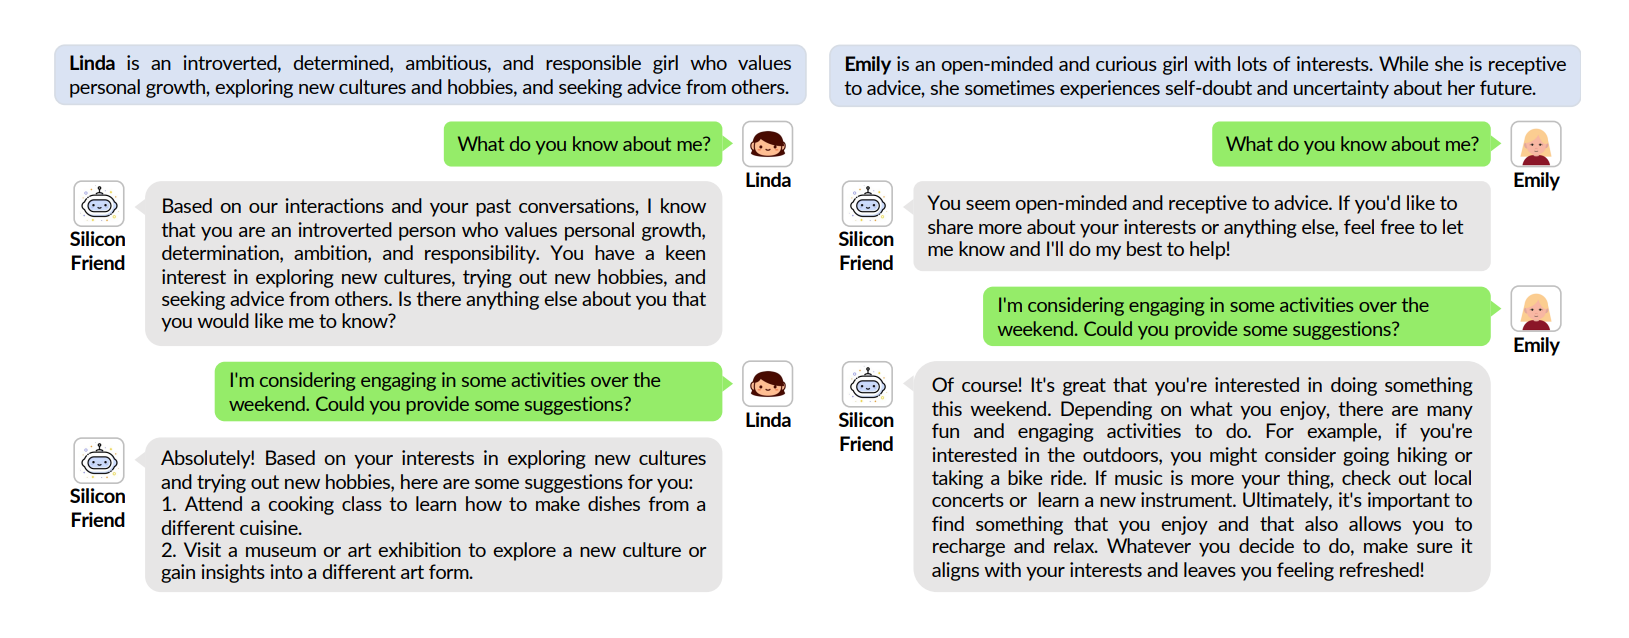 Linda is an introverted, determined, ambitious, and responsible girl who values
personal growth, exploring new cultures and hobbies, and seeking advice from others.
What do you know about me?
Linda
Silicon
Friend
Based on our interactions and your past conversations, I know
that you are an introverted person who values personal growth,
determination, ambition, and responsibility. You have a keen
interest in exploring new cultures, trying out new hobbies, and
seeking advice from others. Is there anything else about you that
you would like me to know?
I'm considering engaging in some activities over the
weekend. Could you provide some suggestions?
Linda
Silicon
Friend
Absolutely! Based on your interests in exploring new cultures
and trying out new hobbies, here are some suggestions for you:
1. Attend a cooking class to learn how to make dishes from a
different cuisine.
2. Visit a museum or art exhibition to explore a new culture or
gain insights into a different art form.
Emily is an open-minded and curious girl with lots of interests. While she is receptive
to advice, she sometimes experiences self-doubt and uncertainty about her future.
What do you know about me?
Emily
Silicon
Friend
You seem open-minded and receptive to advice. If you'd like to
share more about your interests or anything else, feel free to let
me know and I'll do my best to help!
I'm considering engaging in some activities over the
weekend. Could you provide some suggestions?
Emily
Silicon
Friend
Of course! It's great that you're interested in doing something
this weekend. Depending on what you enjoy, there are many
fun and engaging activities to do. For example, if you're
interested in the outdoors, you might consider going hiking or
taking a bike ride. If music is more your thing, check out local
concerts or learn a new instrument. Ultimately, it's important to
find something that you enjoy and that also allows you to
recharge and relax. Whatever you decide to do, make sure it
aligns with your interests and leaves you feeling refreshed!